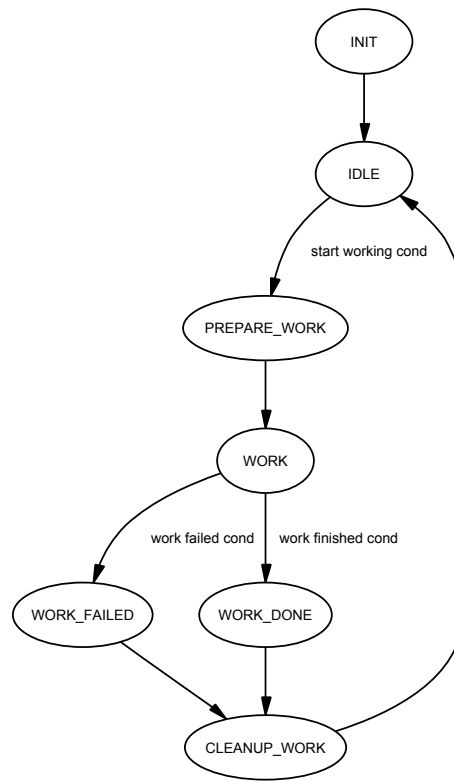 INIT
IDLE
start working cond
PREPARE_WORK
WORK
work failed cond
work finished cond
WORK_FAILED
WORK_DONE
CLEANUP_WORK